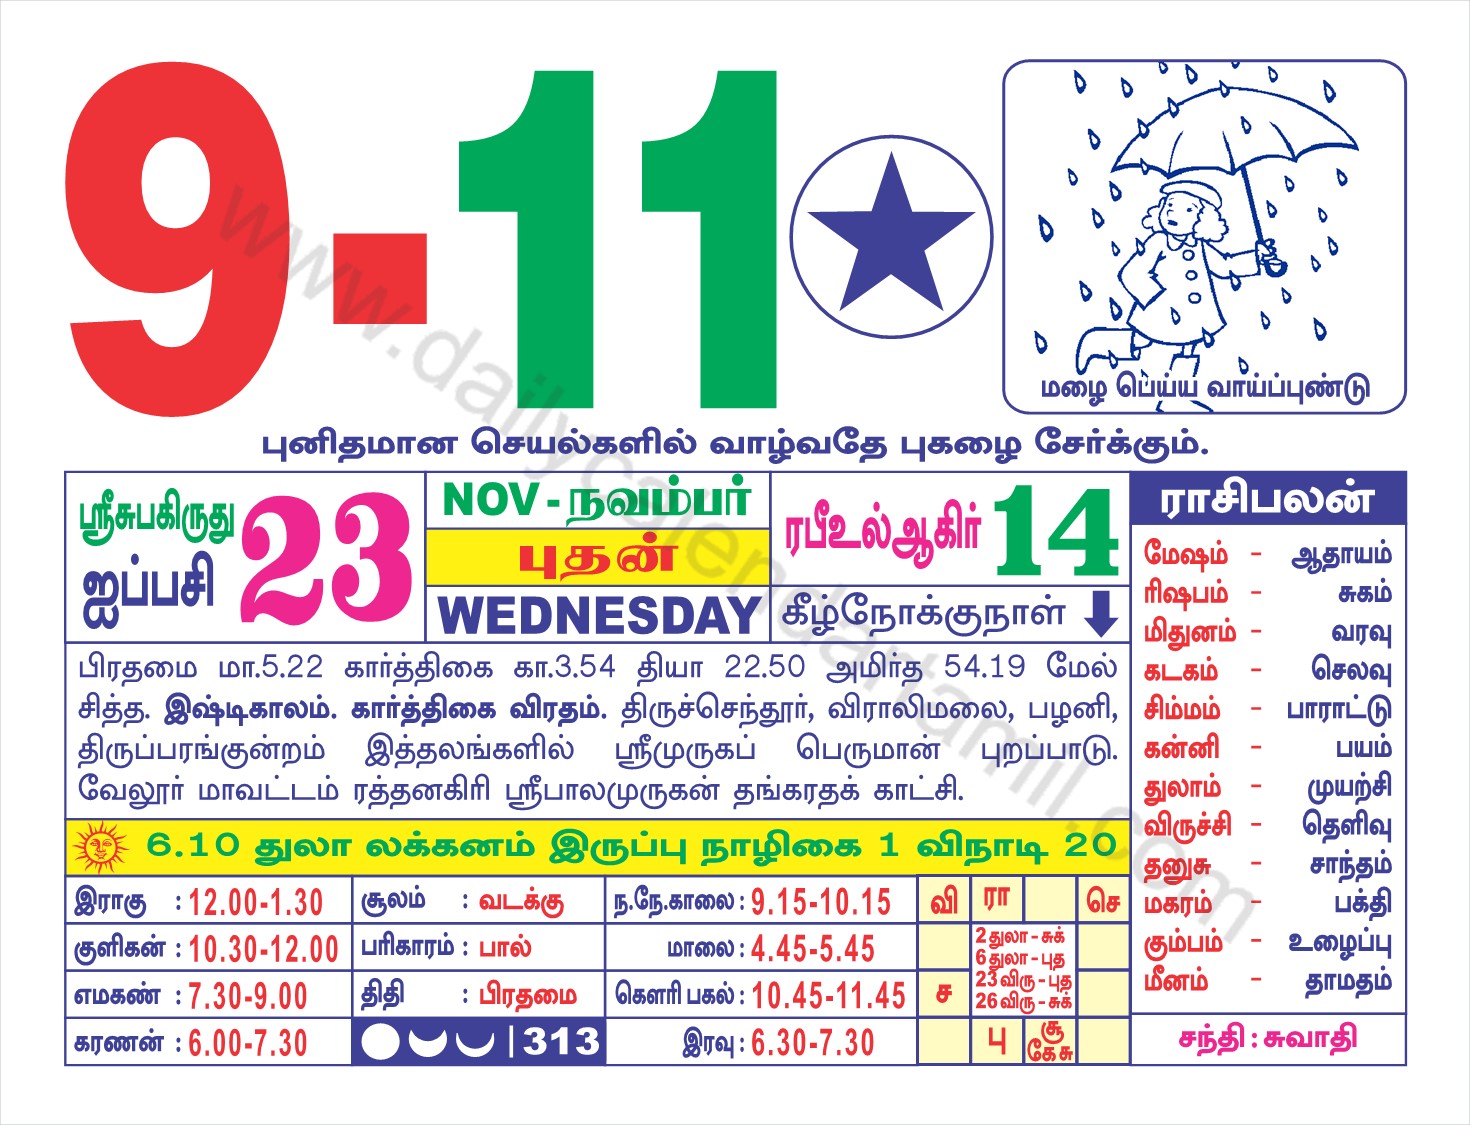 9-11
மழை பெய்ய வாய்ப்புண்டு
புனிதமான செயல்களில் வாழ்வதே புகழை சேர்க்கும்.
ஸ்ரீசுபகிருது
ஐப்பசி
23
NOV - நவம்பர்
புதன்
WEDNESDAY
ரபீஉல்ஆகிர் 14
கீழ்நோக்குநாள்
பிரதமை மா.5.22 கார்த்திகை கா.3.54 தியா 22.50 அமிர்த 54.19 மேல்
சித்த. இஷ்டிகாலம். கார்த்திகை விரதம். திருச்செந்தூர், விராலிமலை, பழனி,
திருப்பரங்குன்றம் இத்தலங்களில் ஸ்ரீமுருகப் பெருமான் புறப்பாடு.
வேலூர் மாவட்டம் ரத்தனகிரி ஸ்ரீபாலமுருகன் தங்கரதக் காட்சி.
6.10 துலா லக்கனம் இருப்பு நாழிகை 1 விநாடி 20
இராகு : 12.00-1.30
குளிகன் : 10.30-12.00
எமகண் : 7.30-9.00
கரணன் : 6.00-7.30
சூலம் : வடக்கு
பரிகாரம் : பால்
திதி : பிரதமை
|313
ந.நே.காலை : 9.15-10.15
மாலை : 4.45-5.45
கௌரி பகல் : 10.45-11.45
இரவு : 6.30-7.30
வி ரா செ
2துலா-சுக்
6துலா-புத
23விரு-புத
26விரு-சுக்
ச
பு சூ
கேசு
ராசிபலன்
மேஷம் - ஆதாயம்
ரிஷபம் - சுகம்
மிதுனம் - வரவு
கடகம் - செலவு
சிம்மம் - பாராட்டு
கன்னி - பயம்
துலாம் - முயற்சி
விருச்சி - தெளிவு
தனுசு - சாந்தம்
மகரம் - பக்தி
கும்பம் - உழைப்பு
மீனம் - தாமதம்
சந்தி : சுவாதி
www.dailycalendartamil.com